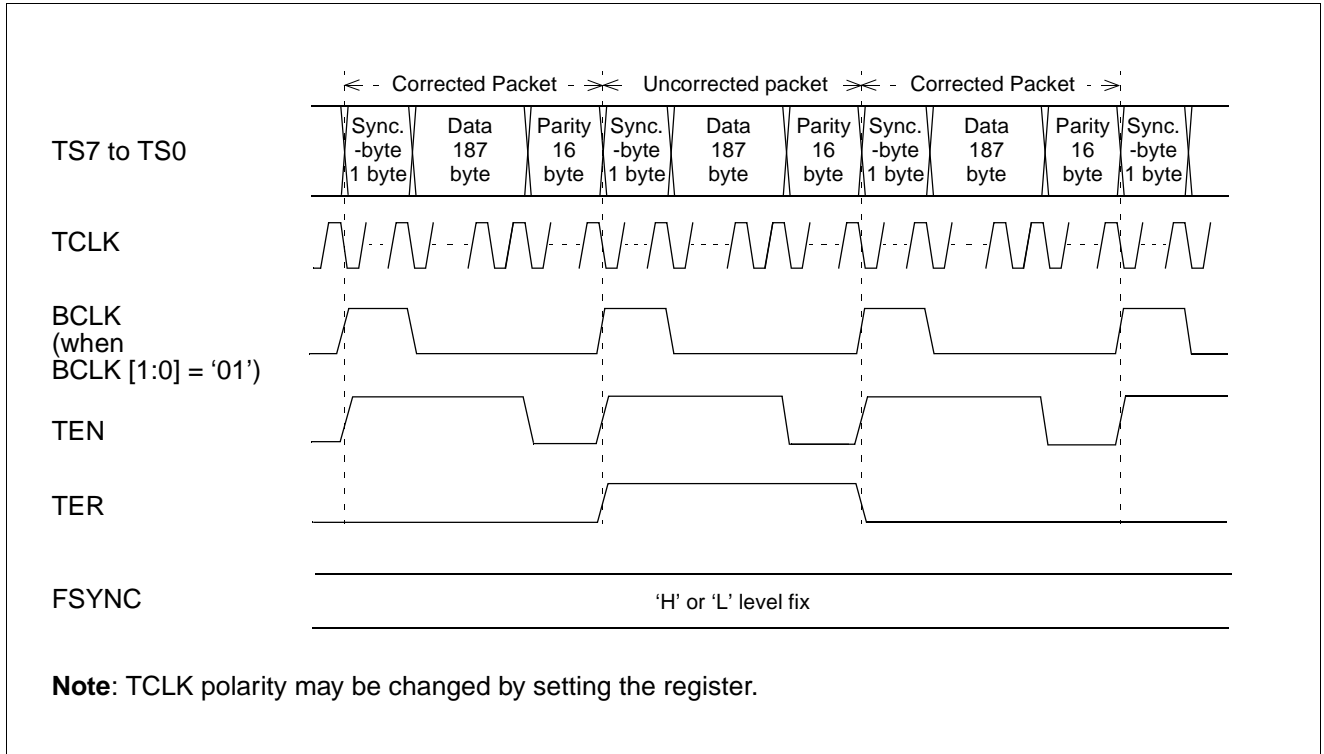 Corrected Packet Uncorrected packet Corrected Packet
TS7 to TS0
Sync. Data Parity Sync. Data Parity Sync. Data Parity Sync.
-byte 187 16 -byte 187 16 -byte 187 16 -byte
1 byte byte byte 1 byte byte byte 1 byte byte byte 1 byte
TCLK
BCLK
(when
BCLK [1:0] = ‘01’)
TEN
TER
FSYNC
‘H’ or ‘L’ level fix
Note: TCLK polarity may be changed by setting the register.